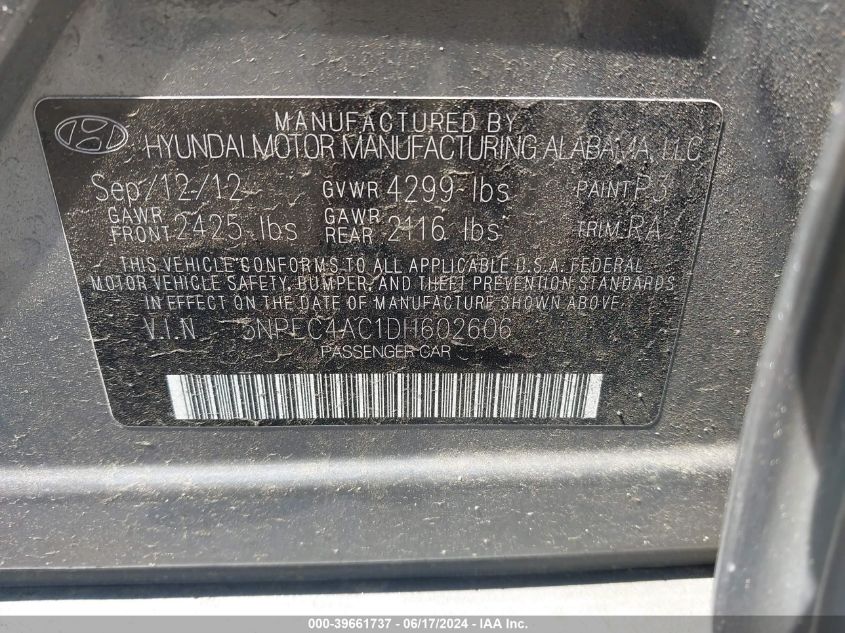 MANUFACTURED BY
HYUNDAI MOTOR MANUFACTURING ALABAMA, LLC
Sep/12/12 GVWR 4299 lbs PAINT P3
GAWR FRONT 2425 lbs GAWR REAR 2116 lbs TRIM RA
THIS VEHICLE CONFORMS TO ALL APPLICABLE U.S.A. FEDERAL
MOTOR VEHICLE SAFETY, BUMPER, AND THEFT PREVENTION STANDARDS
IN EFFECT ON THE DATE OF MANUFACTURE SHOWN ABOVE.
V.I.N 5NPEC4AC1DH602606
PASSENGER CAR
000-39661737 - 06/17/2024 - IAA Inc.